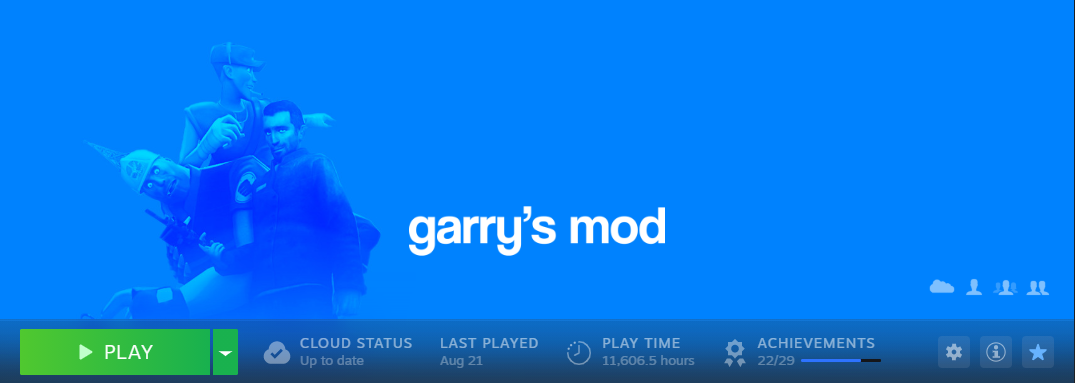 garry's mod
PLAY
CLOUD STATUS
Up to date
LAST PLAYED
Aug 21
PLAY TIME
11,606.5 hours
ACHIEVEMENTS
22/29